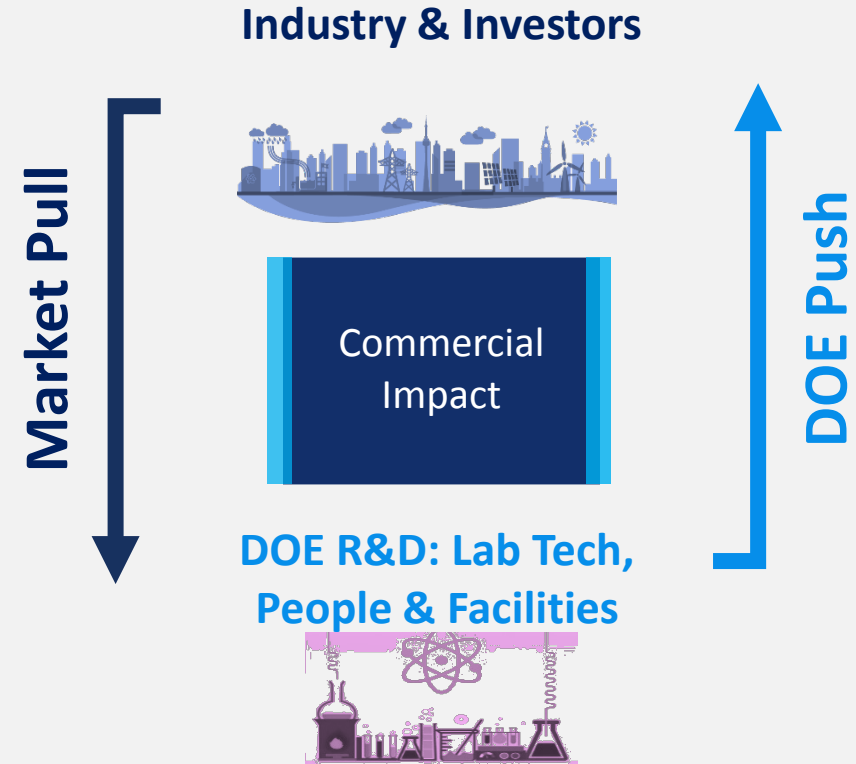 Industry & Investors
Market Pull
DOE Push
Commercial
Impact
DOE R&D: Lab Tech,
People & Facilities